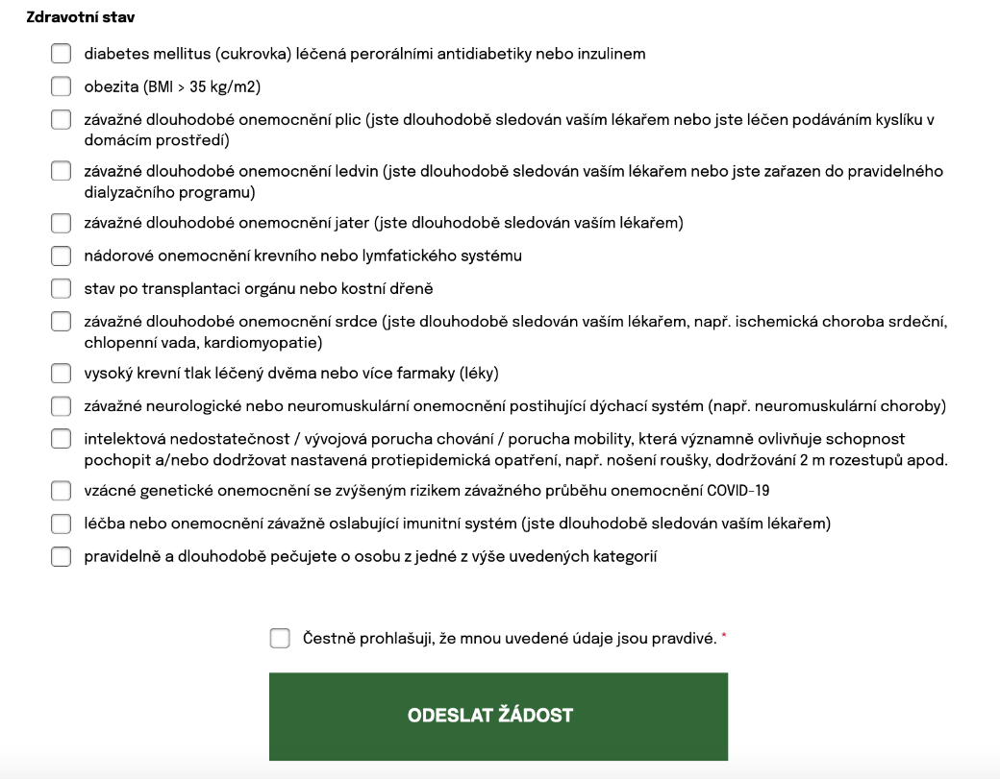 Zdravotní stav
diabetes mellitus (cukrovka) léčená perorálními antidiabetiky nebo inzulinem
obezita (BMI > 35 kg/m2)
závažné dlouhodobé onemocnění plic (jste dlouhodobě sledován vaším lékařem nebo jste léčen podáváním kyslíku v
domácím prostředí)
závažné dlouhodobé onemocnění ledvin (jste dlouhodobě sledován vaším lékařem nebo jste zařazen do pravidelného
dialyzačního programu)
závažné dlouhodobé onemocnění jater (jste dlouhodobě sledován vaším lékařem)
nádorové onemocnění krevního nebo lymfatického systému
stav po transplantaci orgánu nebo kostní dřeně
závažné dlouhodobé onemocnění srdce (jste dlouhodobě sledován vaším lékařem, např. ischemická choroba srdeční,
chlopenní vada, kardiomyopatie)
vysoký krevní tlak léčený dvěma nebo více farmaky (léky)
závažné neurologické nebo neuromuskulární onemocnění postihující dýchací systém (např. neuromuskulární choroby)
intelektová nedostatečnost / vývojová porucha chování / porucha mobility, která významně ovlivňuje schopnost
pochopit a/nebo dodržovat nastavená protiepidemická opatření, např. nošení roušky, dodržování 2 m rozestupů apod.
vzácné genetické onemocnění se zvýšeným rizikem závažného průběhu onemocnění COVID-19
léčba nebo onemocnění závažně oslabující imunitní systém (jste dlouhodobě sledován vaším lékařem)
pravidelně a dlouhodobě pečujete o osobu z jedné z výše uvedených kategorií
Čestně prohlašuji, že mnou uvedené údaje jsou pravdivé. *
ODESLAT ŽÁDOST